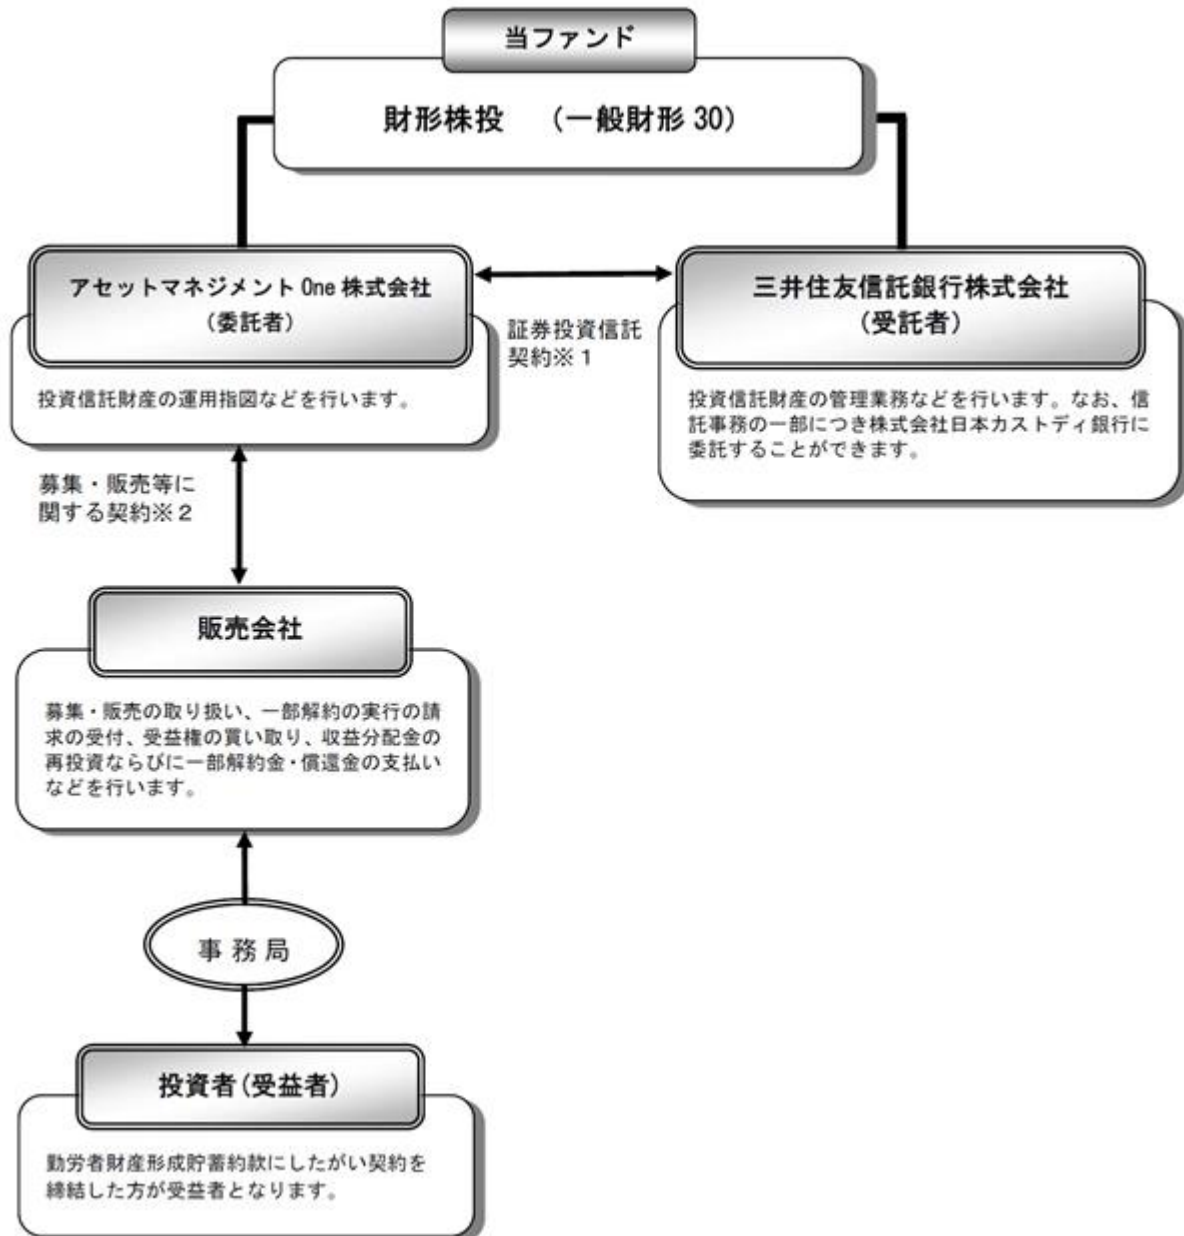 当ファンド
財形株投 （一般財形 30）
アセットマネジメント One 株式会社
（委託者）
投資信託財産の運用指図などを行います。
証券投資信託
契約※１
三井住友信託銀行株式会社
（受託者）
投資信託財産の管理業務などを行います。なお、信
託事務の一部につき株式会社日本カストディ銀行に
委託することができます。
募集・販売等に
関する契約※２
販売会社
募集・販売の取り扱い、一部解約の実行の請
求の受付、受益権の買い取り、収益分配金の
再投資ならびに一部解約金・償還金の支払い
などを行います。
事 務 局
投資者（受益者）
勤労者財産形成貯蓄約款にしたがい契約を
締結した方が受益者となります。